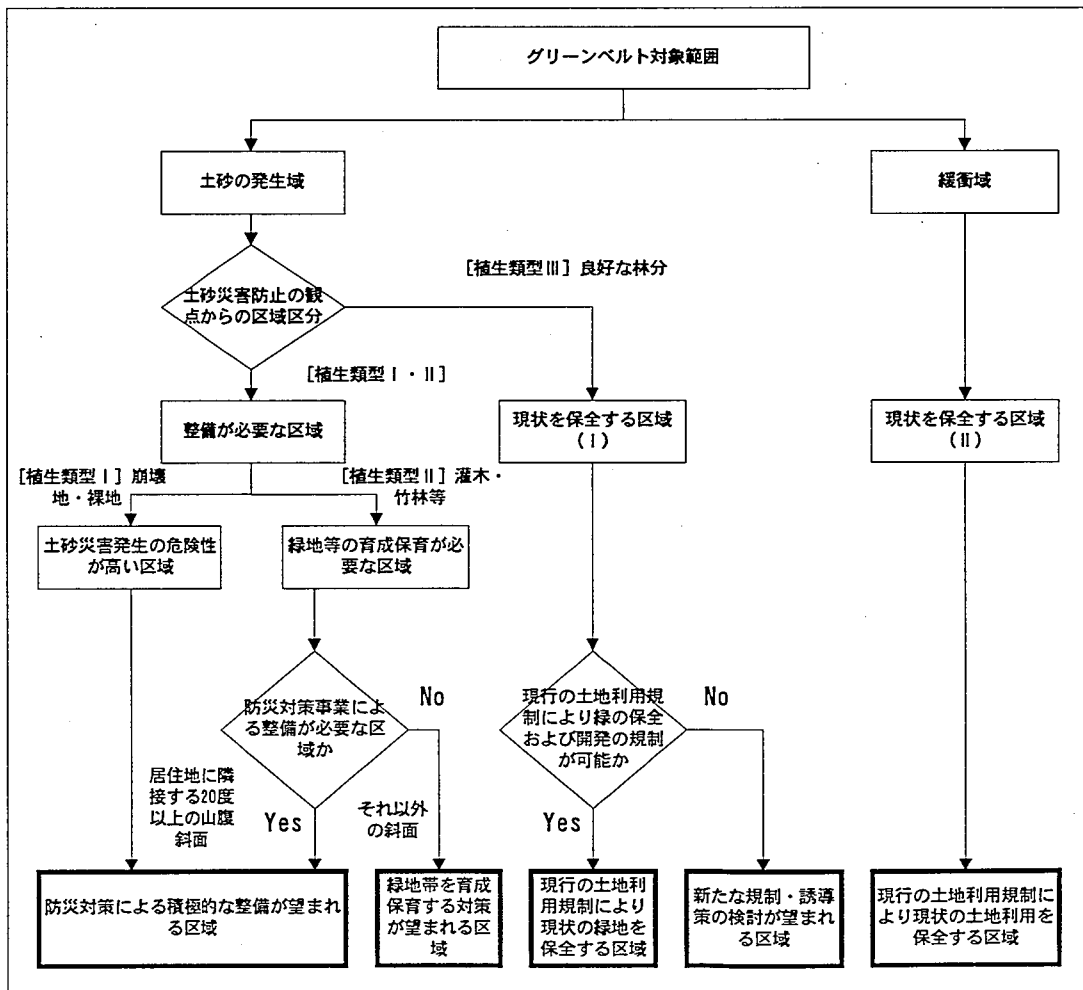 グリーンベルト対象範囲
土砂の発生域
緩衝域
[植生類型Ⅲ] 良好な林分
土砂災害防止の観
点からの区域区分
[植生類型Ⅰ・Ⅱ]
整備が必要な区域
現状を保全する区域
(Ⅰ)
現状を保全する区域
(Ⅱ)
[植生類型Ⅰ] 崩壊
地・裸地
[植生類型Ⅱ] 灌木・
竹林等
土砂災害発生の危険性
が高い区域
緑地等の育成保育が必
要な区域
防災対策事業によ
る整備が必要な区
域か
No
現行の土地利用規
制により緑の保全
および開発の規制
が可能か
No
居住地に隣
接する20度
以上の山腹
斜面
Yes
それ以外
の斜面
Yes
防災対策による積極的な整備が望まれ
る区域
緑地帯を育成
保育する対策
が望まれる区
域
現行の土地利
用規制により
現状の緑地を
保全する区域
新たな規制・誘導
策の検討が望まれ
る区域
現行の土地利用規制に
より現状の土地利用を
保全する区域